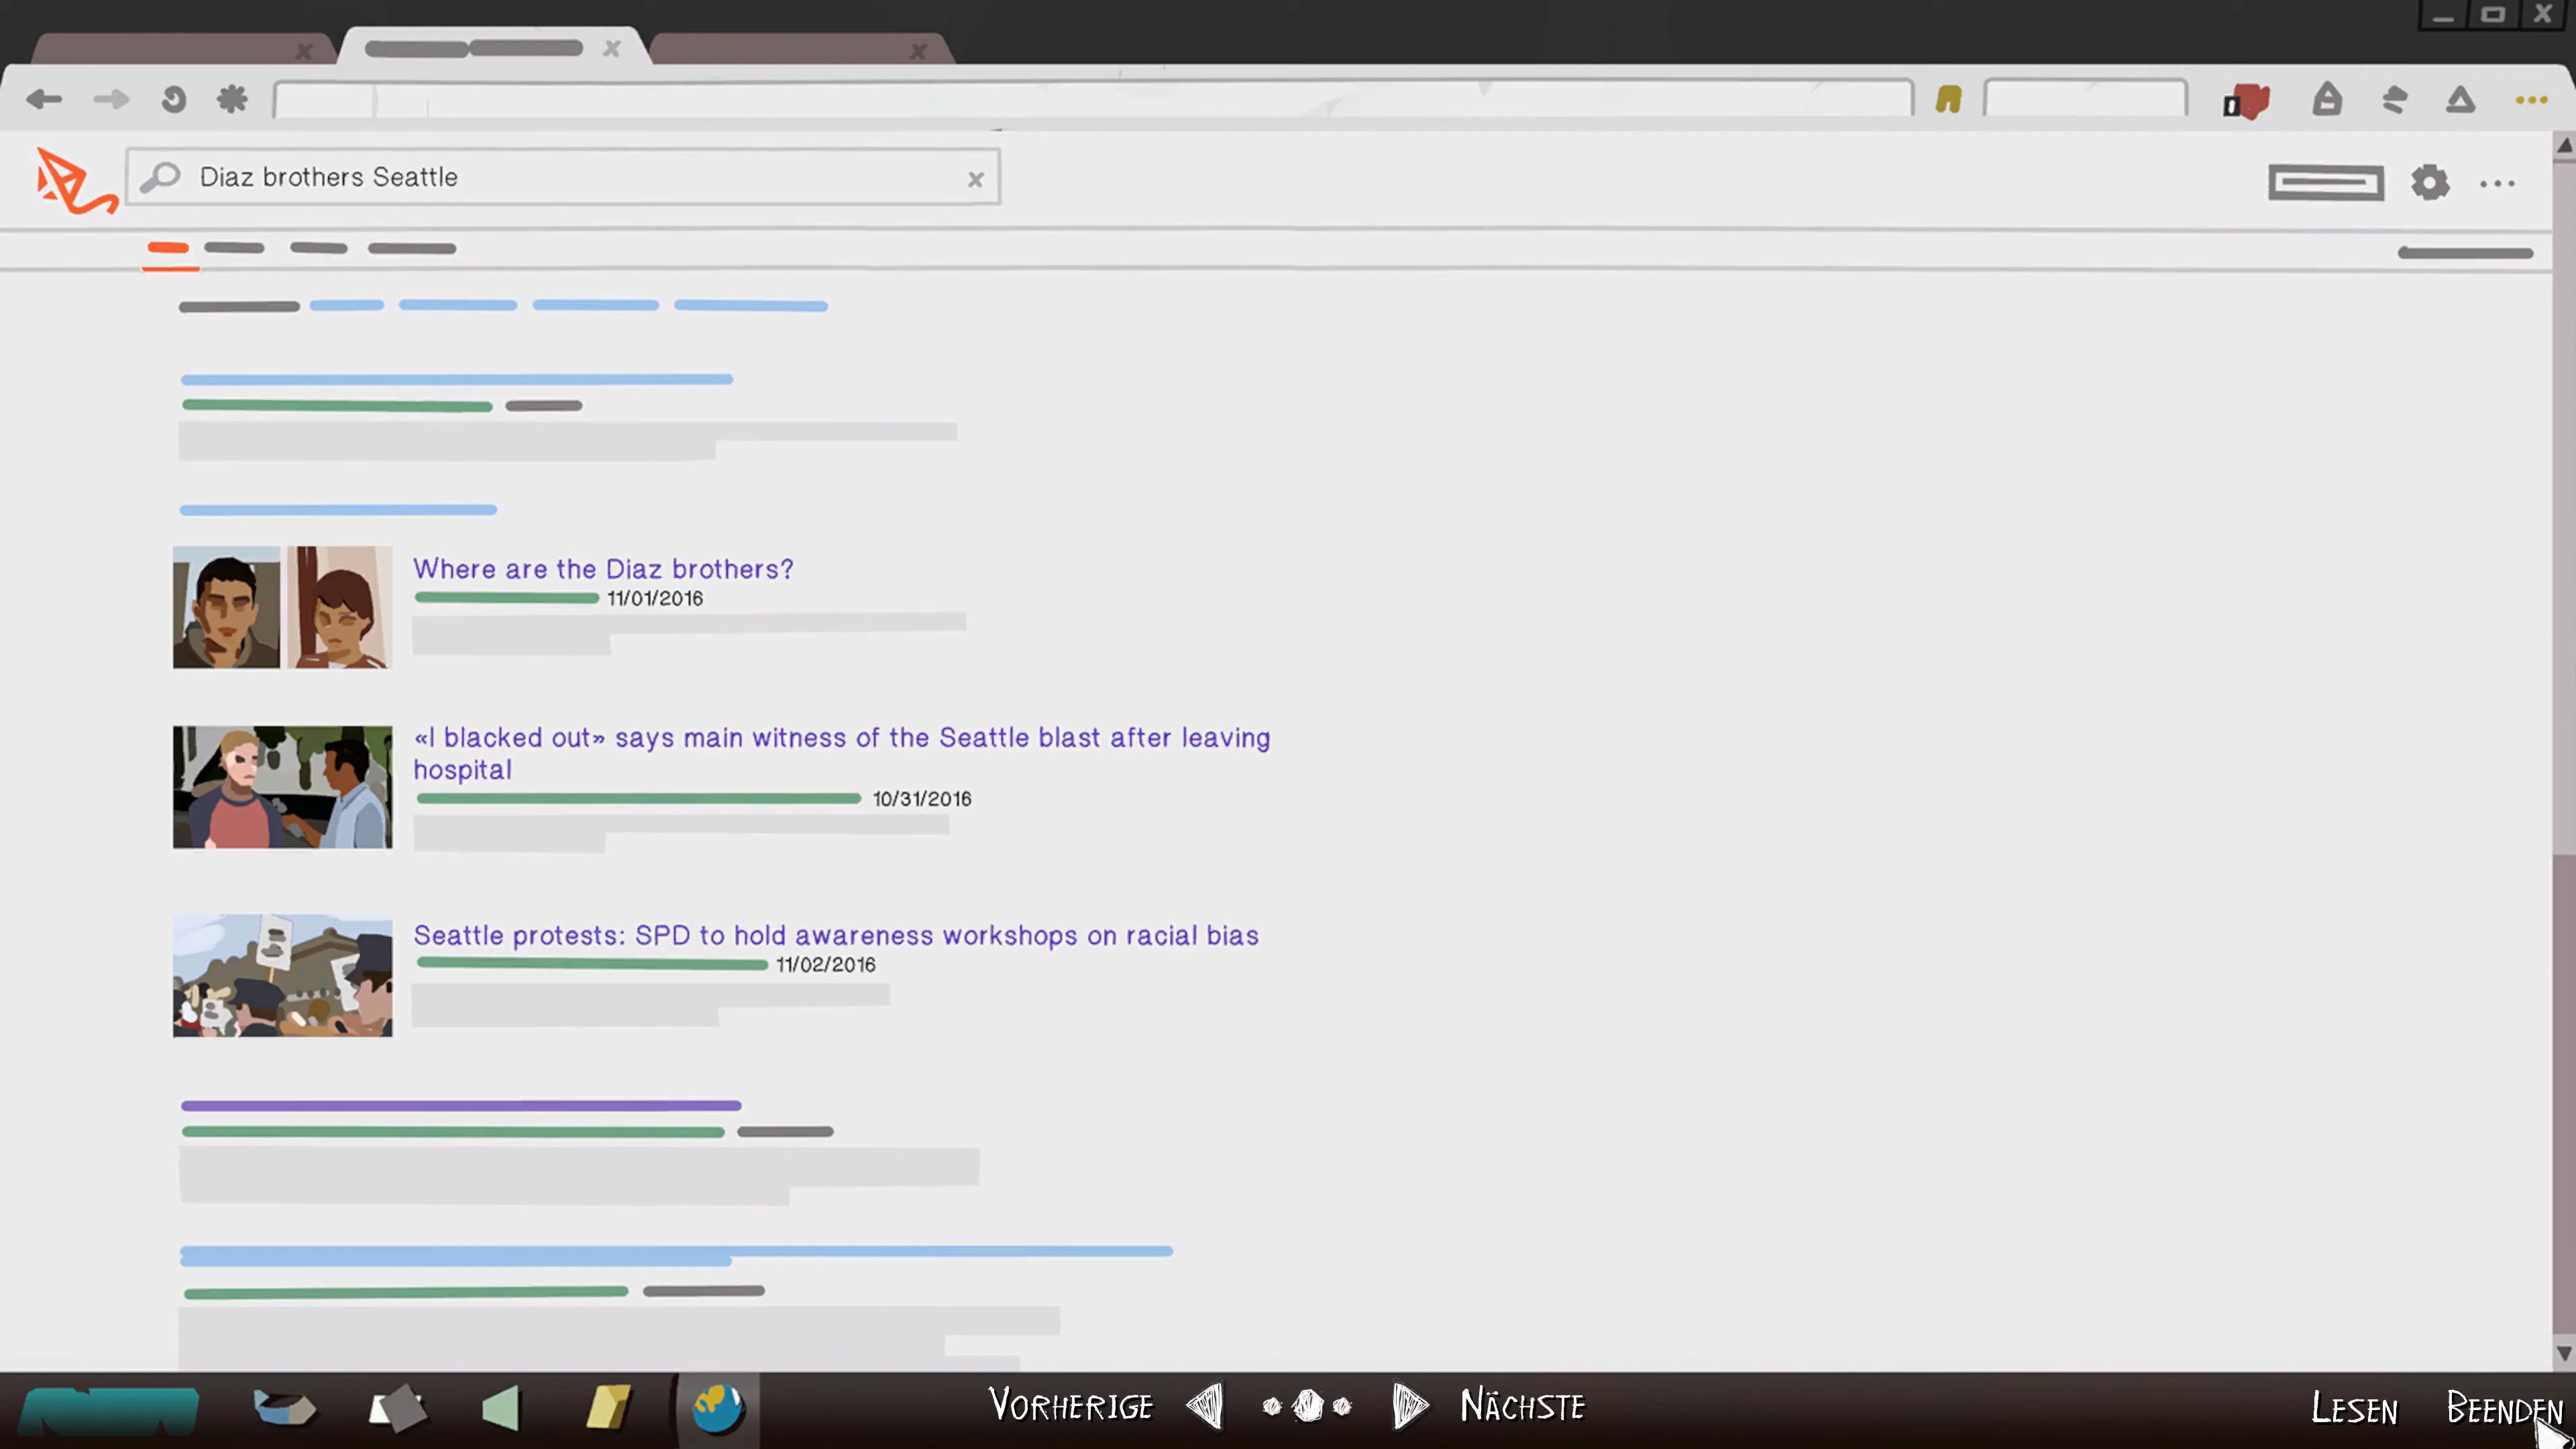 Diaz brothers Seattle
Where are the Diaz brothers?
11/01/2016
«I blacked out» says main witness of the Seattle blast after leaving
hospital
10/31/2016
Seattle protests: SPD to hold awareness workshops on racial bias
11/02/2016
VORHERIGE
NÄCHSTE
LESEN
BEENDEN